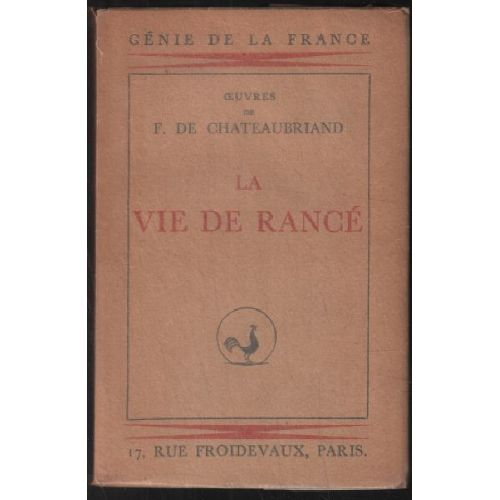 GÉNIE DE LA FRANCE
ŒUVRES
DE
F. DE CHATEAUBRIAND
LA
VIE DE RANCÉ
17, RUE FROIDEVAUX, PARIS.